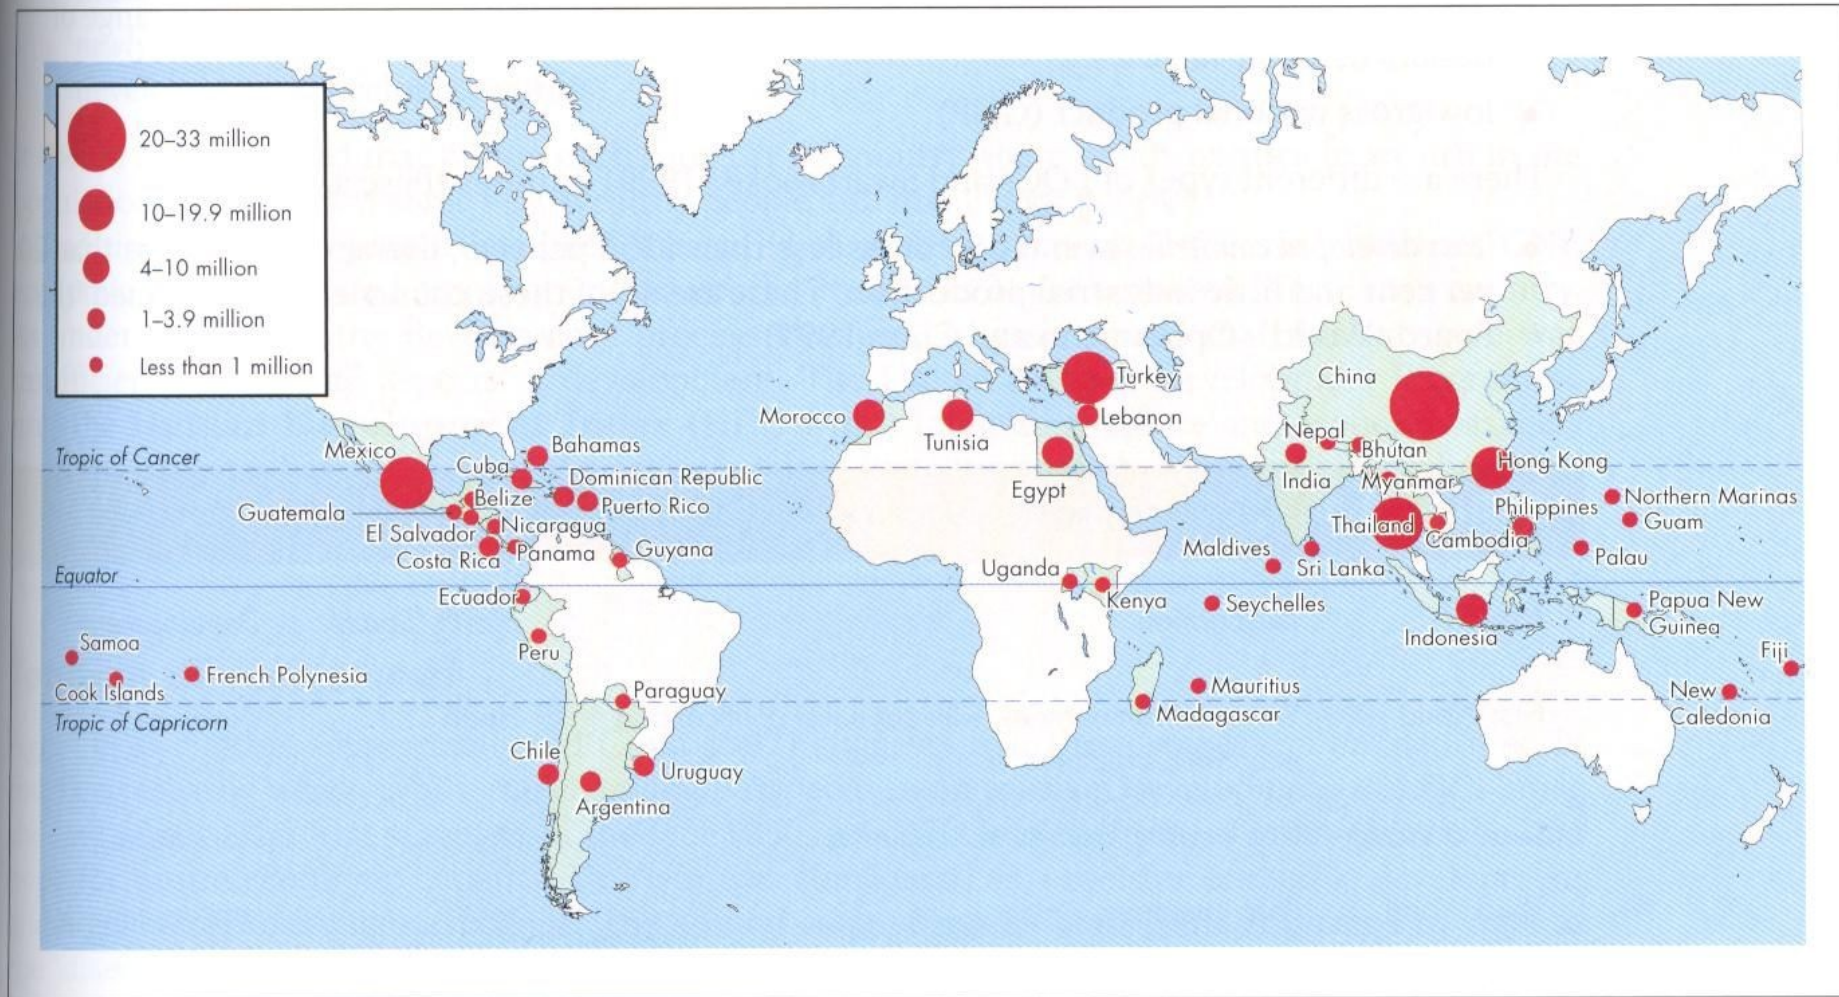 20–33 million
10–19.9 million
4–10 million
1–3.9 million
Less than 1 million
Turkey
China
Morocco
Tunisia
Lebanon
Nepal
Bhutan
Mexico
Bahamas
Tropic of Cancer
Cuba
Dominican Republic
Hong Kong
Egypt
India
Myanmar
Belize
Puerto Rico
Northern Marinas
Guatemala
Philippines
Guam
El Salvador
Nicaragua
Thailand
Cambodia
Costa Rica
Panama
Guyana
Maldives
Sri Lanka
Palau
Equator
Uganda
Ecuador
Kenya
Seychelles
Papua New
Guinea
Indonesia
Samoa
Peru
Fiji
Cook Islands
French Polynesia
Paraguay
Mauritius
New
Caledonia
Madagascar
Tropic of Capricorn
Chile
Uruguay
Argentina